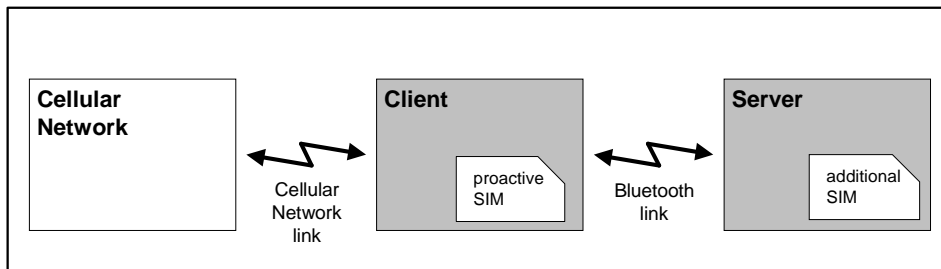 Cellular
Network
Client
Server
proactive
SIM
additional
SIM
Cellular
Network
link
Bluetooth
link